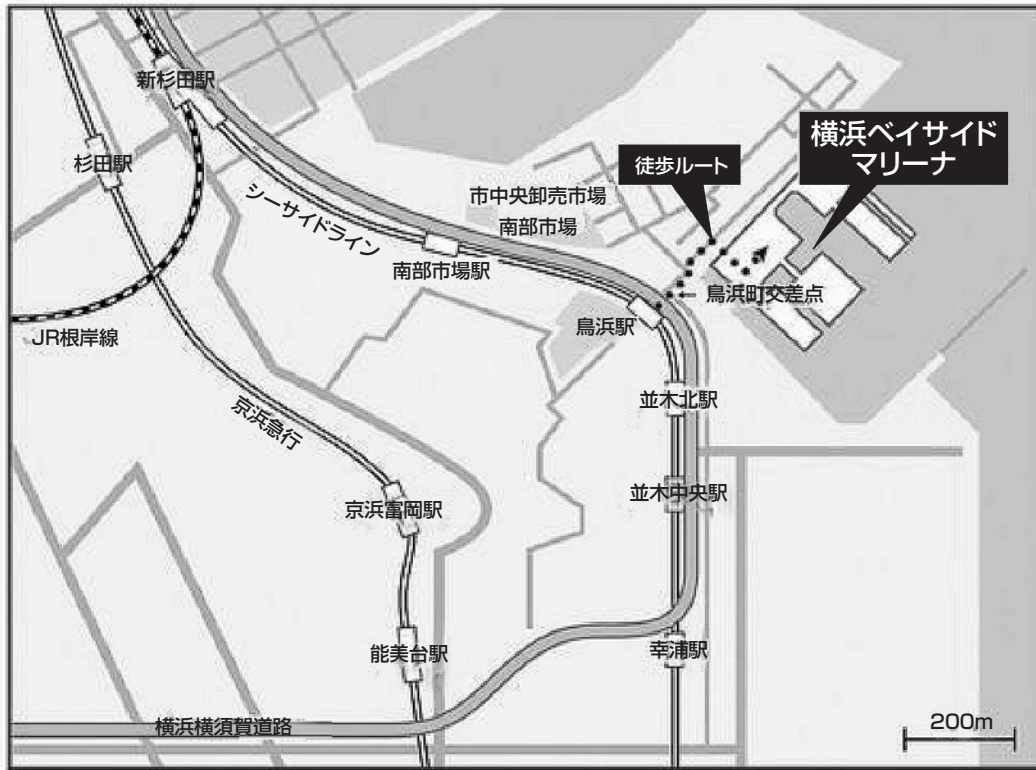 新杉田駅
杉田駅
シーサイドライン
市中央卸売市場
南部市場
徒歩ルート
横浜ベイサイド
マリーナ
南部市場駅
鳥浜町交差点
鳥浜駅
JR根岸線
京浜急行
並木北駅
京浜富岡駅
並木中央駅
能美台駅
幸浦駅
横浜横須賀道路
200m